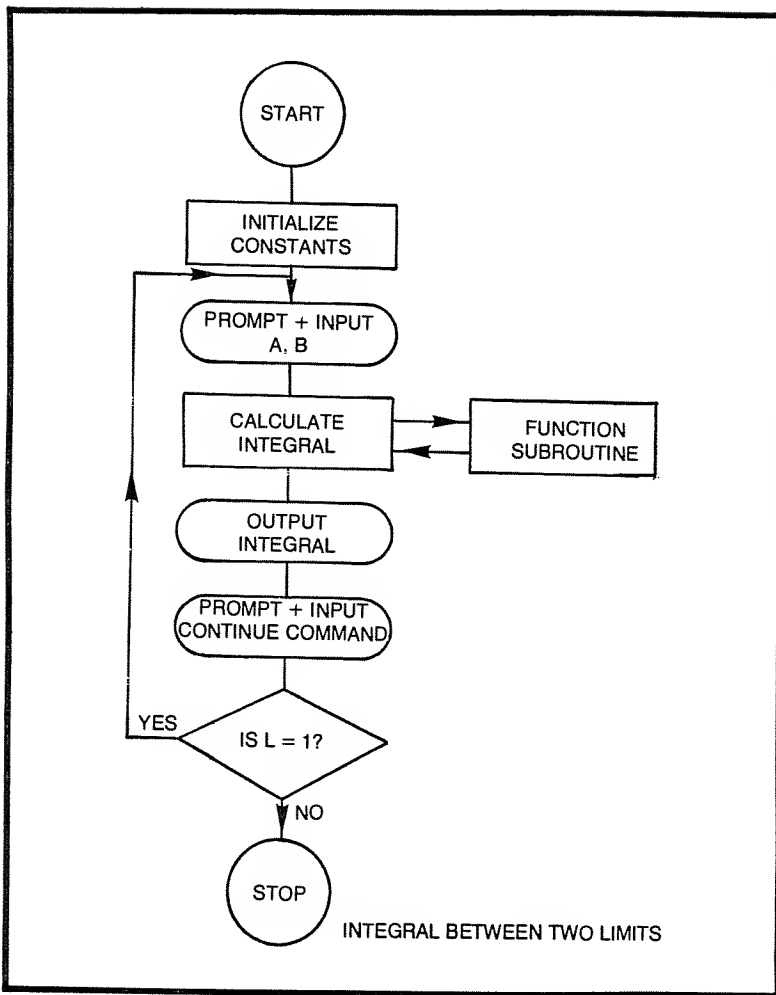 START
INITIALIZE
CONSTANTS
PROMPT + INPUT
A, B
CALCULATE
INTEGRAL
FUNCTION
SUBROUTINE
OUTPUT
INTEGRAL
PROMPT + INPUT
CONTINUE COMMAND
YES
IS L = 1?
NO
STOP
INTEGRAL BETWEEN TWO LIMITS